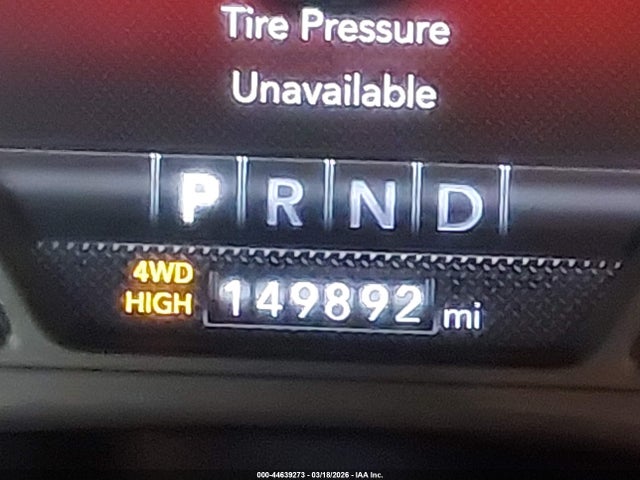 Tire Pressure
Unavailable
P R N D
4WD
HIGH
149892 mi
000-44639273 - 03/18/2026 - IAA Inc.